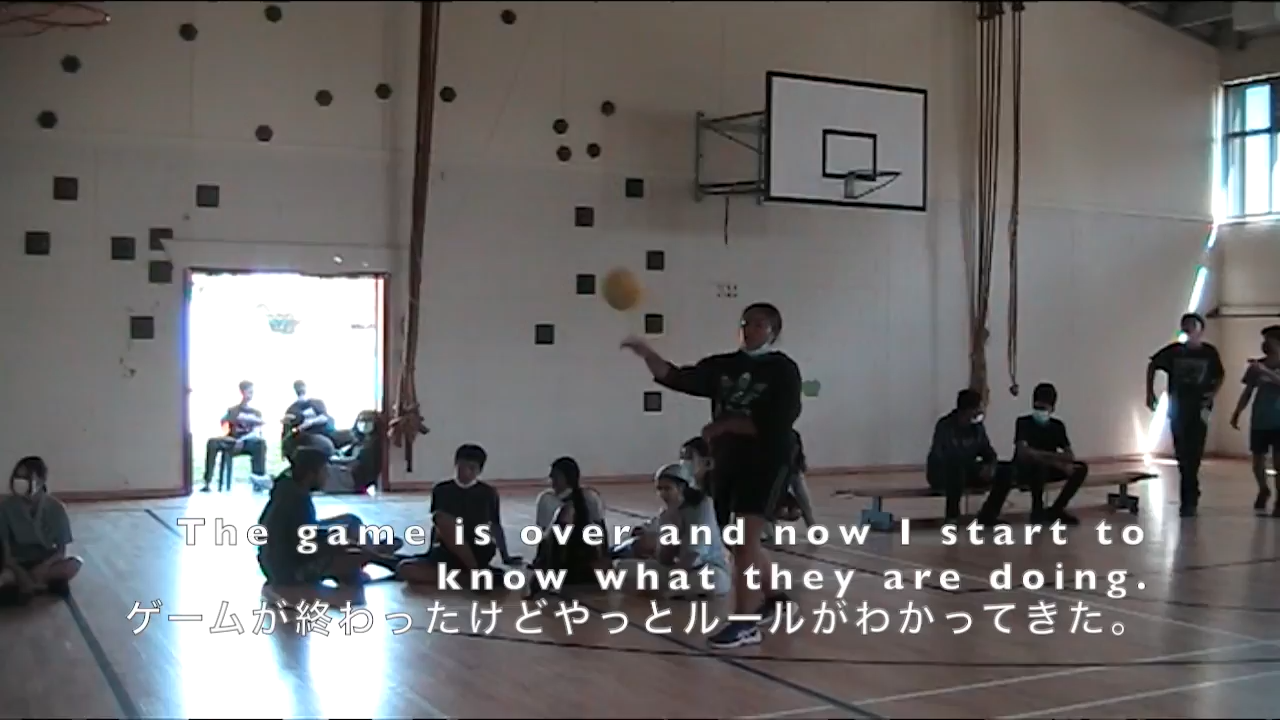 The game is over and now I start to
know what they are doing.
ゲームが終わったけどやっとルールがわかってきた。